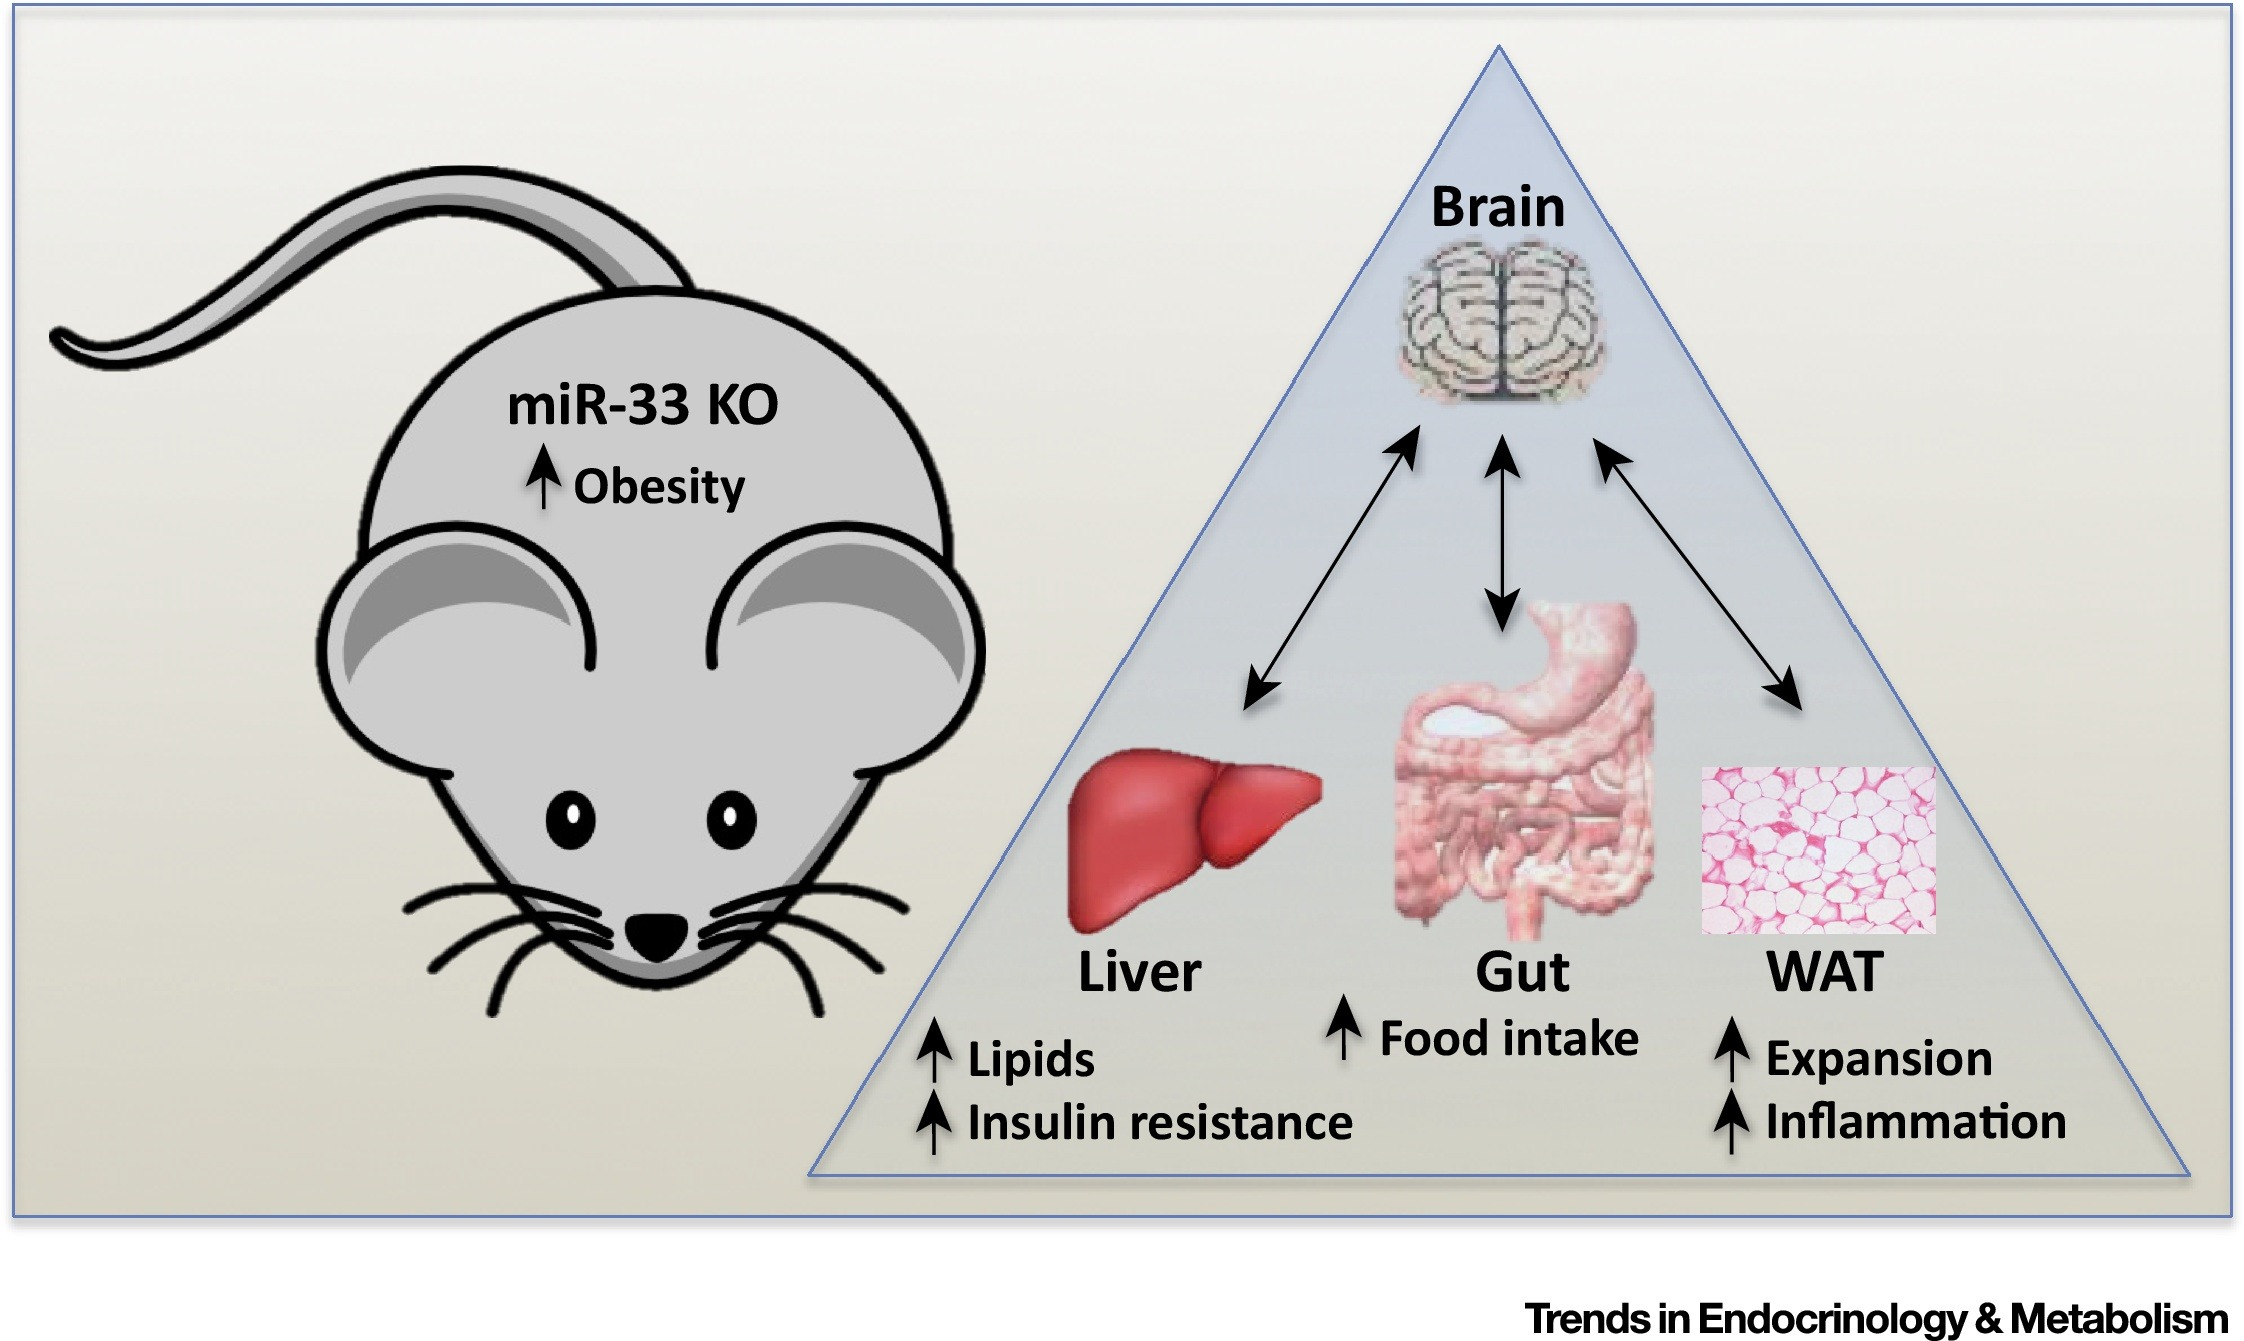 miR-33 KO
Obesity
Brain
Liver
Gut
WAT
Lipids
Insulin resistance
Food intake
Expansion
Inflammation
Trends in Endocrinology & Metabolism